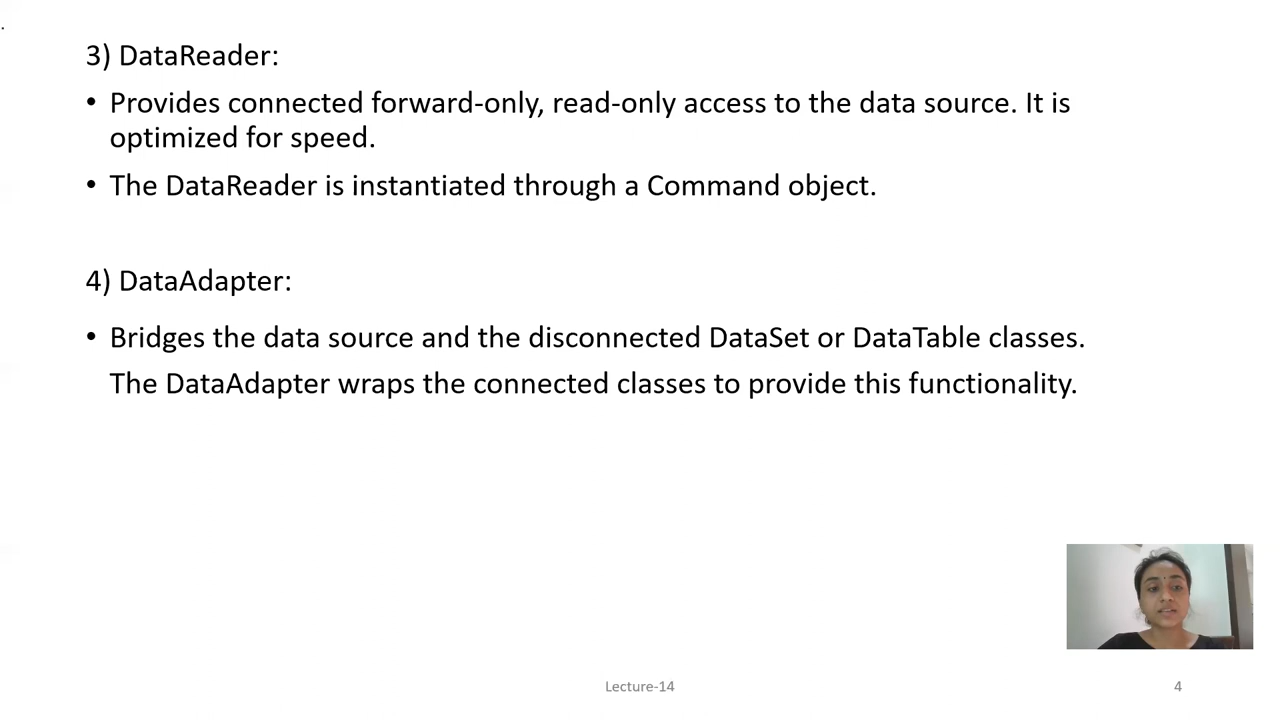 3) DataReader:
• Provides connected forward-only, read-only access to the data source. It is
optimized for speed.
• The DataReader is instantiated through a Command object.
4) DataAdapter:
• Bridges the data source and the disconnected DataSet or DataTable classes.
The DataAdapter wraps the connected classes to provide this functionality.
Lecture-14
4